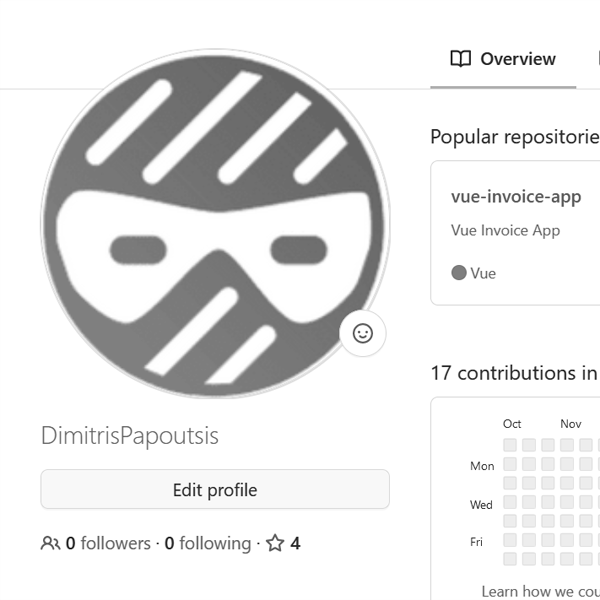 Overview
DimitrisPapoutsis
Edit profile
0 followers · 0 following · 4
Popular repositorie
vue-invoice-app
Vue Invoice App
Vue
17 contributions in
Oct Nov
Mon
Wed
Fri
Learn how we cou